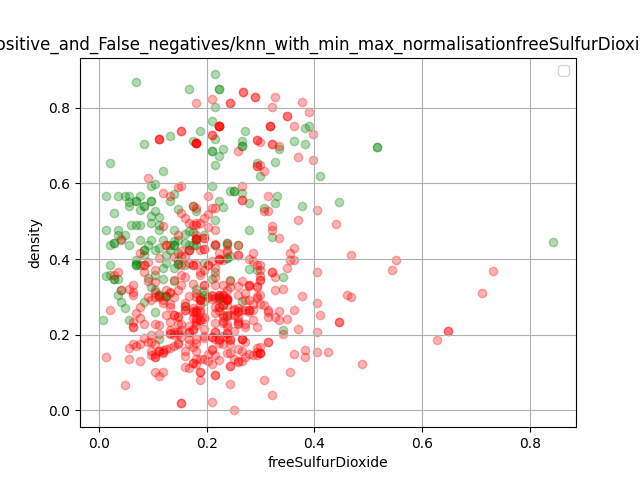 ositive_and_False_negatives/knn_with_min_max_normalisationfreeSulfurDioxi
density
0.8
0.6
0.4
0.2
0.0
0.0 0.2 0.4 0.6 0.8
freeSulfurDioxide